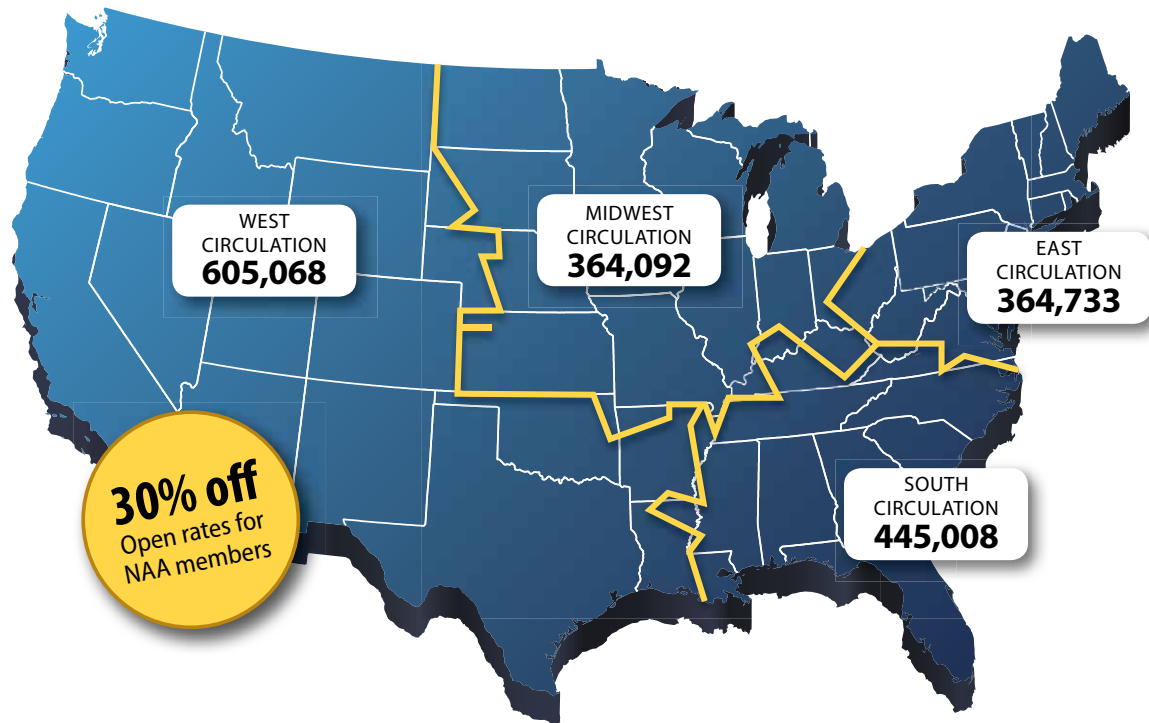 WEST
CIRCULATION
605,068
MIDWEST
CIRCULATION
364,092
EAST
CIRCULATION
364,733
30% off
Open rates for
NAA members
SOUTH
CIRCULATION
445,008